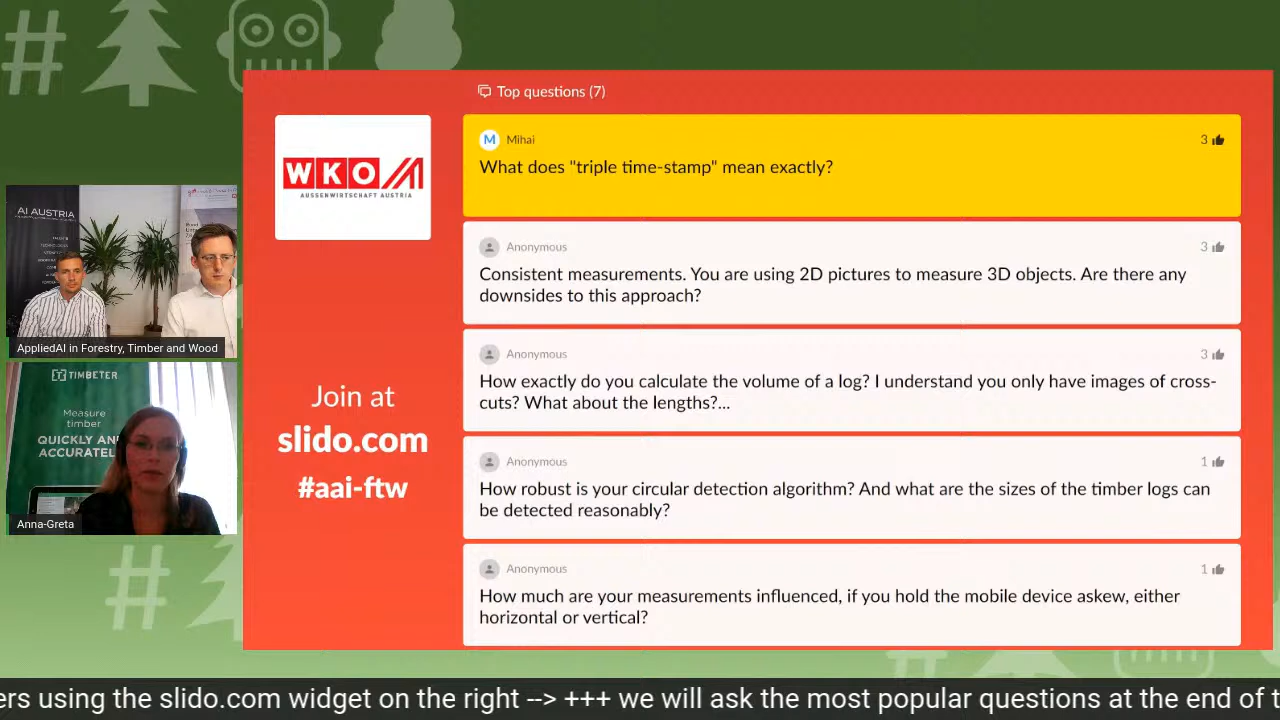 Top questions (7)
WKO
AUSSENWIRTSCHAFT AUSTRIA
M Mihai
3
What does "triple time-stamp" mean exactly?
Anonymous
3
Consistent measurements. You are using 2D pictures to measure 3D objects. Are there any
downsides to this approach?
Anonymous
3
How exactly do you calculate the volume of a log? I understand you only have images of cross-
cuts? What about the lengths?...
Anonymous
1
How robust is your circular detection algorithm? And what are the sizes of the timber logs can
be detected reasonably?
Anonymous
1
How much are your measurements influenced, if you hold the mobile device askew, either
horizontal or vertical?
Join at
slido.com
#aai-ftw
AI AUSTRIA
AppliedAI in Forestry, Timber and Wood
TIMBETER
Measure
timber
QUICKLY AN
ACCURATEL
Anna-Greta
ers using the slido.com widget on the right --> +++ we will ask the most popular questions at the end of t